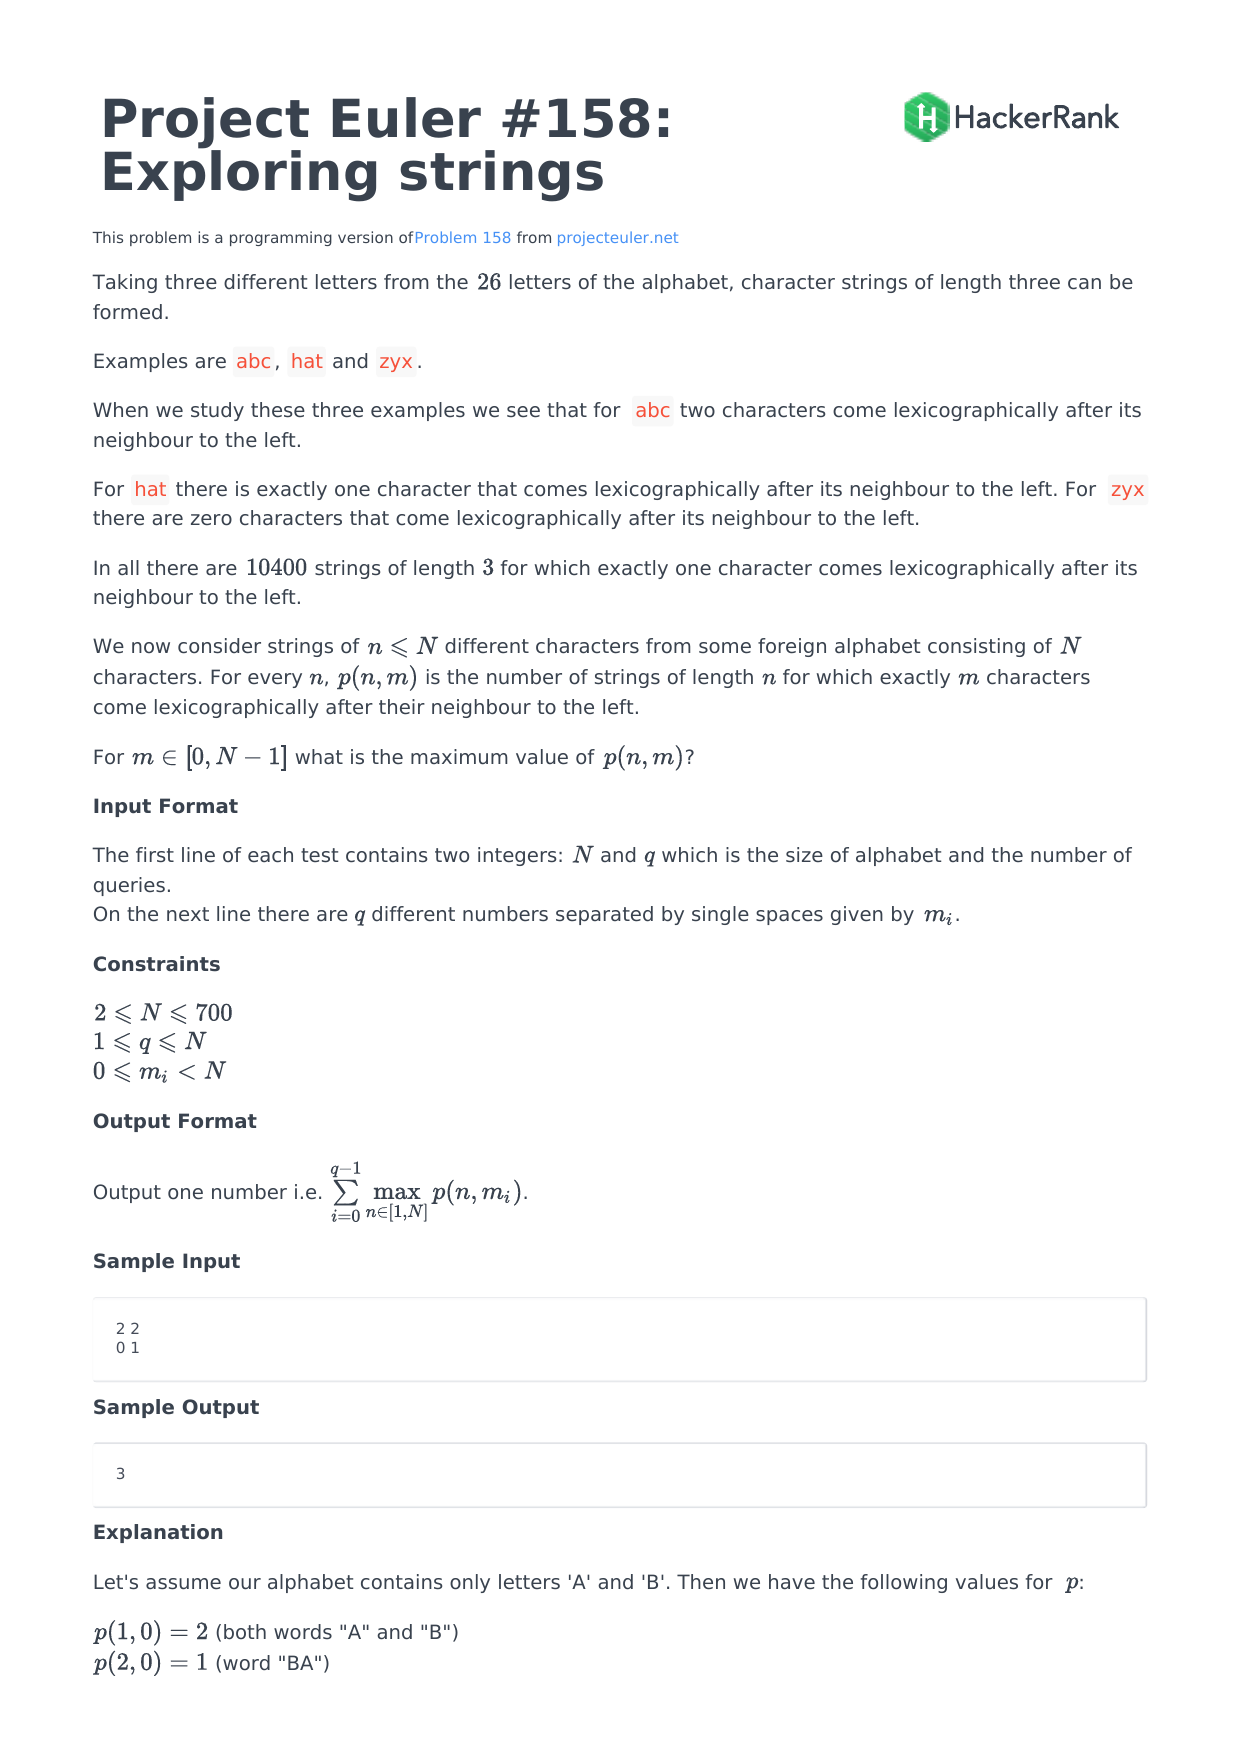 Project Euler #158:
Exploring strings
HackerRank
This problem is a programming version ofProblem 158 from projecteuler.net
Taking three different letters from the 26 letters of the alphabet, character strings of length three can be
formed.
Examples are abc, hat and zyx.
When we study these three examples we see that for abc two characters come lexicographically after its
neighbour to the left.
For hat there is exactly one character that comes lexicographically after its neighbour to the left. For zyx
there are zero characters that come lexicographically after its neighbour to the left.
In all there are 10400 strings of length 3 for which exactly one character comes lexicographically after its
neighbour to the left.
We now consider strings of n ⩽ N different characters from some foreign alphabet consisting of N
characters. For every n, p(n, m) is the number of strings of length n for which exactly m characters
come lexicographically after their neighbour to the left.
For m ∈ [0, N − 1] what is the maximum value of p(n, m)?
Input Format
The first line of each test contains two integers: N and q which is the size of alphabet and the number of
queries.
On the next line there are q different numbers separated by single spaces given by m_i.
Constraints
2 ⩽ N ⩽ 700
1 ⩽ q ⩽ N
0 ⩽ m_i < N
Output Format
Output one number i.e. \sum_{i=0}^{q-1} \max_{n∈[1,N]} p(n, m_i).
Sample Input
2 2
0 1
Sample Output
3
Explanation
Let's assume our alphabet contains only letters 'A' and 'B'. Then we have the following values for p:
p(1, 0) = 2 (both words "A" and "B")
p(2, 0) = 1 (word "BA")